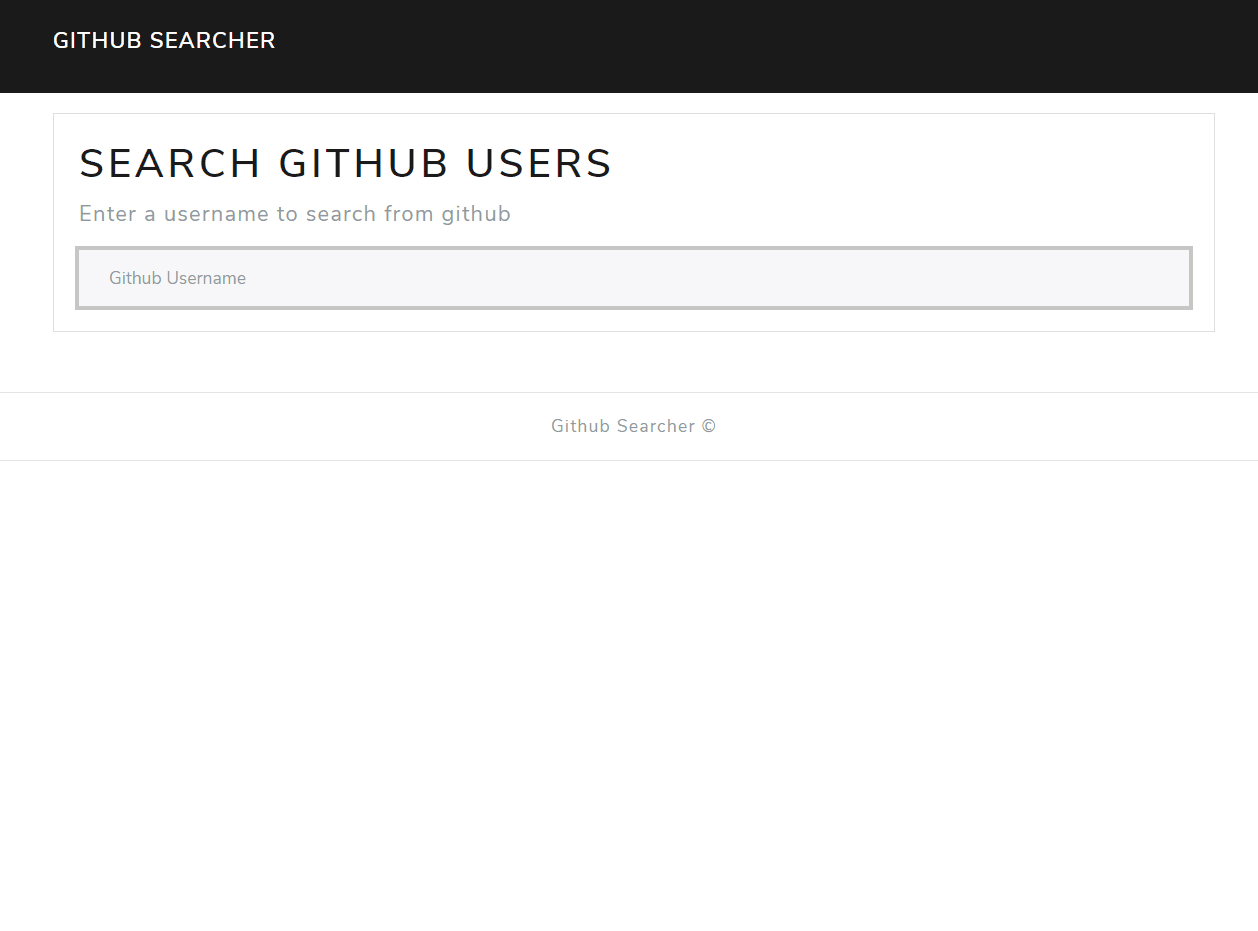 GITHUB SEARCHER
SEARCH GITHUB USERS
Enter a username to search from github
Github Username
Github Searcher ©